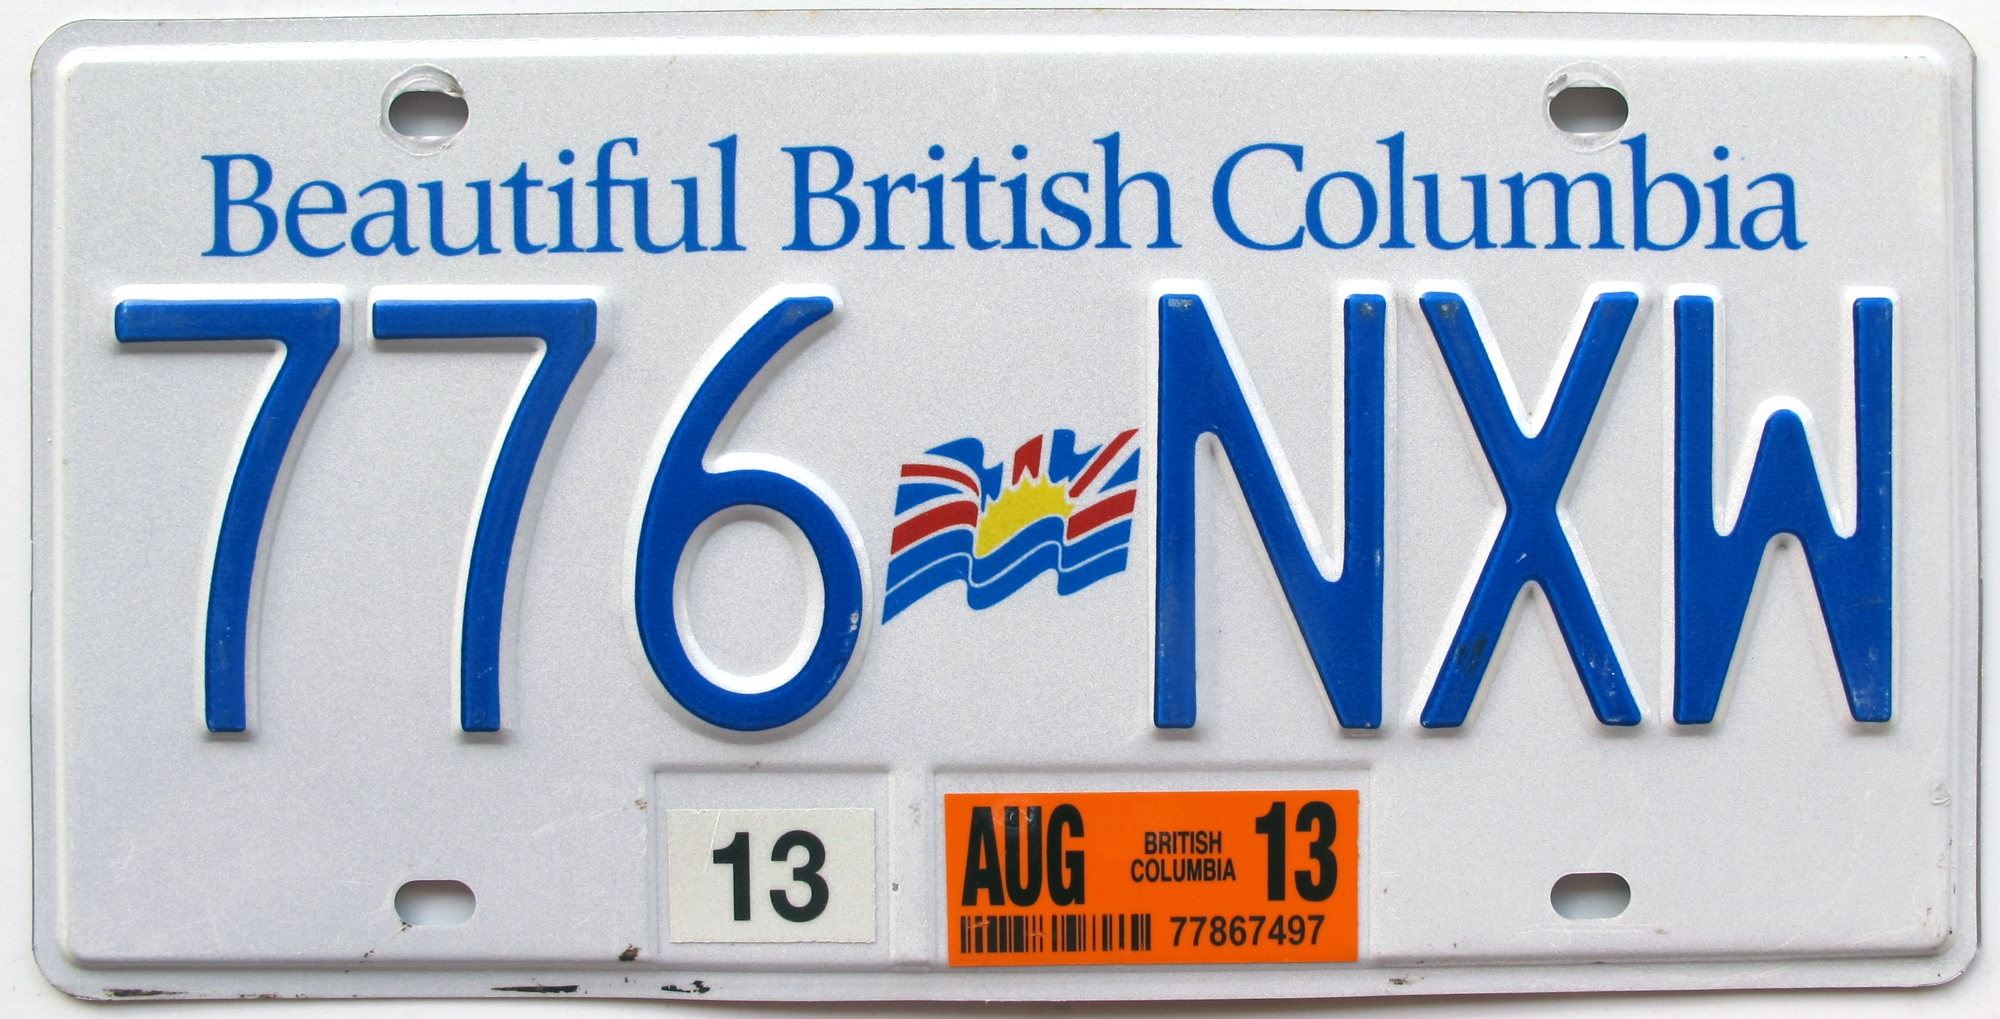 Beautiful British Columbia
776 NXW
13
AUG BRITISH COLUMBIA 13
77867497